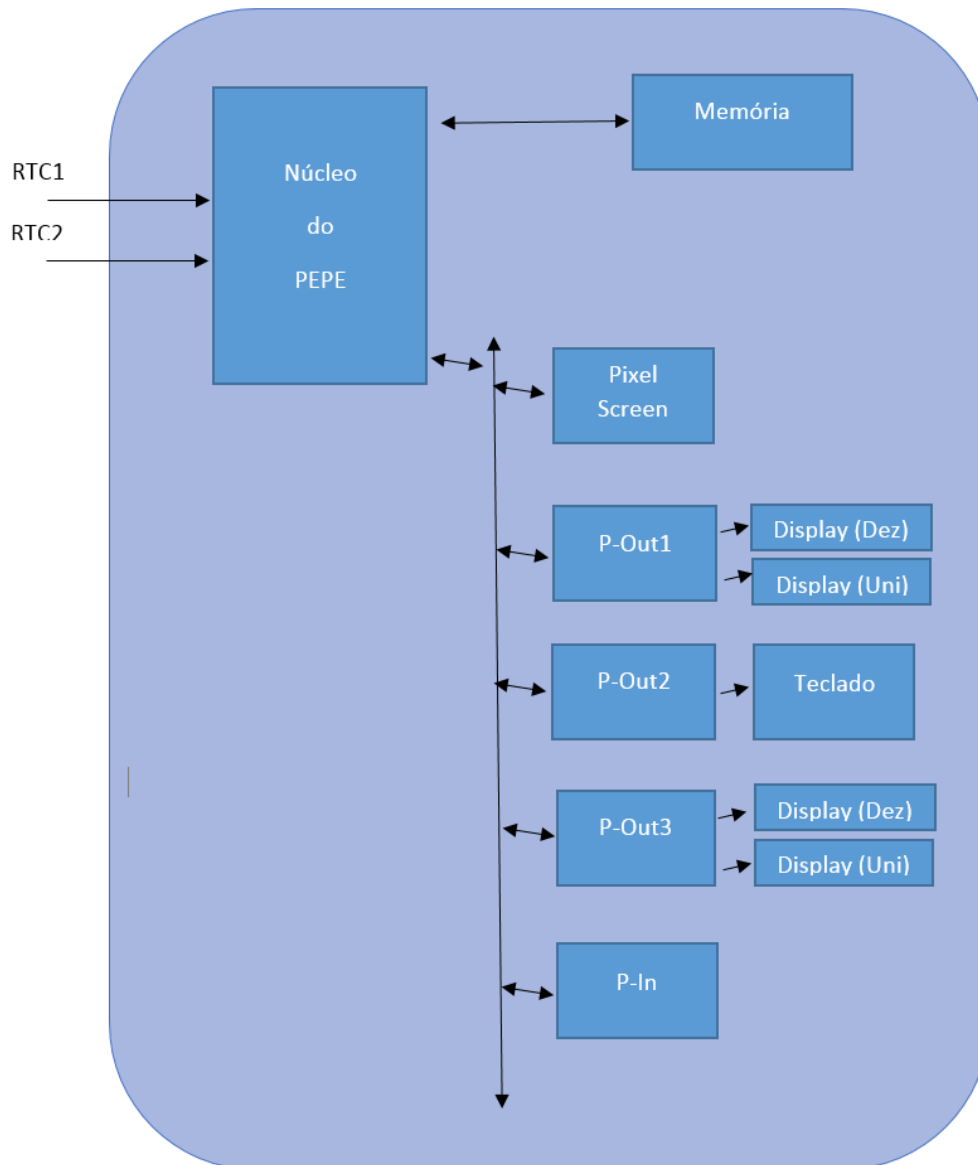 RTC1
RTC2
Núcleo
do
PEPE
Memória
Pixel
Screen
P-Out1
Display (Dez)
Display (Uni)
P-Out2
Teclado
P-Out3
Display (Dez)
Display (Uni)
P-In